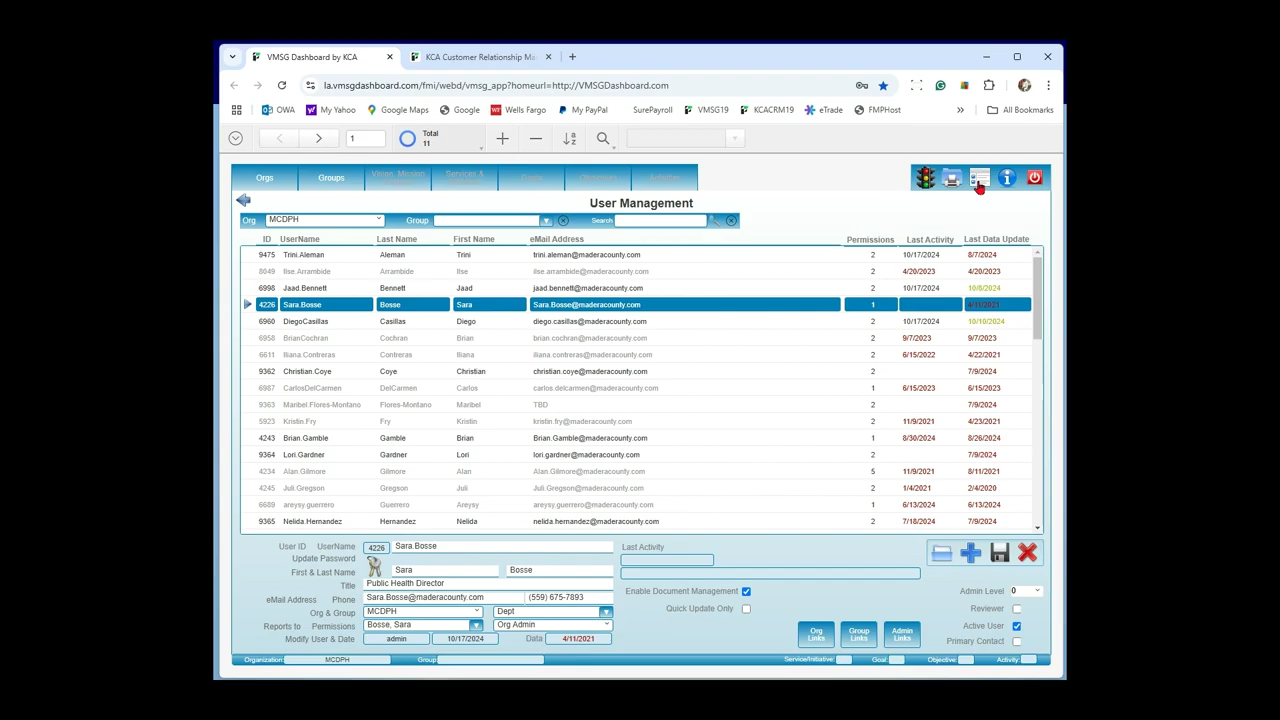 VMSG Dashboard by KCA
KCA Customer Relationship Ma
la.vmsgdashboard.com/fmi/webd/vmsg_app?homeurl=http://VMSGDashboard.com
OWA My Yahoo Google Maps Google Wells Fargo My PayPal SurePayroll VMSG19 KCACRM19 eTrade FMPHost » All Bookmarks
1 Total
11
Orgs Groups Vision, Mission Services &
User Management
Org MCDPH Group Search
ID UserName Last Name First Name eMail Address Permissions Last Activity Last Data Update
9475 Trini.Aleman Aleman Trini trini.aleman@maderacounty.com 2 10/17/2024 8/7/2024
8049 Ilse.Arrambide Arrambide Ilse ilse.arrambide@maderacounty.com 2 4/20/2023 4/20/2023
6998 Jaad.Bennett Bennett Jaad jaad.bennett@maderacounty.com 2 10/17/2024 10/8/2024
4226 Sara.Bosse Bosse Sara Sara.Bosse@maderacounty.com 1 4/11/2021
6960 DiegoCasillas Casillas Diego diego.casillas@maderacounty.com 2 10/17/2024 10/10/2024
6958 BrianCochran Cochran Brian brian.cochran@maderacounty.com 2 9/7/2023 9/7/2023
6611 Iliana.Contreras Contreras Iliana iliana.contreras@maderacounty.com 2 6/15/2022 4/22/2021
9362 Christian.Coye Coye Christian christian.coye@maderacounty.com 2 7/9/2024
6987 CarlosDelCarmen DelCarmen Carlos carlos.delcarmen@maderacounty.com 1 6/15/2023 6/15/2023
9363 Maribel.Flores-Montano Flores-Montano Maribel TBD 2 7/9/2024
5923 Kristin.Fry Fry Kristin kristin.fry@maderacounty.com 2 11/9/2021 4/23/2021
4243 Brian.Gamble Gamble Brian Brian.Gamble@maderacounty.com 1 8/30/2024 8/26/2024
9364 Lori.Gardner Gardner Lori lori.gardner@maderacounty.com 2 7/9/2024
4234 Alan.Gilmore Gilmore Alan Alan.Gilmore@maderacounty.com 5 11/9/2021 8/11/2021
4245 Juli.Gregson Gregson Juli Juli.Gregson@maderacounty.com 2 1/4/2021 2/4/2020
6689 areysy.guerrero Guerrero Areysy areysy.guerrero@maderacounty.com 1 6/13/2024 6/13/2024
9365 Nelida.Hernandez Hernandez Nelida nelida.hernandez@maderacounty.com 2 7/18/2024 7/9/2024
User ID UserName 4226 Sara.Bosse Last Activity
Update Password
First & Last Name Sara Bosse
Title Public Health Director
Enable Document Management Admin Level 0
eMail Address Phone Sara.Bosse@maderacounty.com (559) 675-7893
Quick Update Only Reviewer
Org & Group MCDPH Dept
Reports to Permissions Bosse, Sara Org Admin
Active User
Modify User & Date admin 10/17/2024 Data 4/11/2021
Org Links Group Links Admin Links
Primary Contact
Organization: MCDPH Group: Service/Initiative: Goal: Objective: Activity: